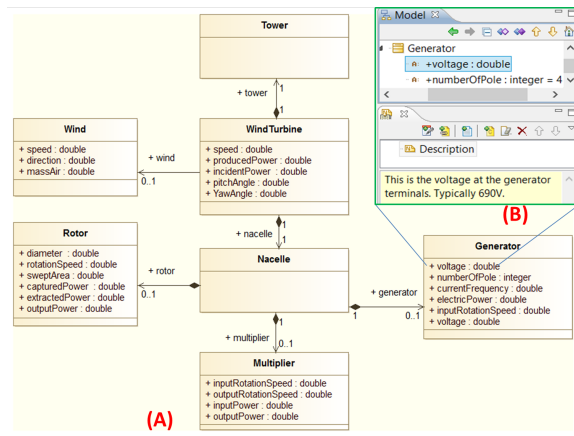 Tower
+ tower
1
1
Wind
+ speed : double
+ direction : double
+ massAir : double
+ wind
0..1
WindTurbine
+ speed : double
+ producedPower : double
+ incidentPower : double
+ pitchAngle : double
+ YawAngle : double
1
+ nacelle
1
Rotor
+ diameter : double
+ rotationSpeed : double
+ sweptArea : double
+ capturedPower : double
+ extractedPower : double
+ outputPower : double
+ rotor
0..1
Nacelle
+ generator
1
0..1
1
+ multiplier
0..1
Multiplier
+ inputRotationSpeed : double
+ outputRotationSpeed : double
+ inputPower : double
+ outputPower : double
(A)
Model
Generator
+voltage : double
+numberOfPole : integer = 4
Description
This is the voltage at the generator
terminals. Typically 690V.
(B)
Generator
+ voltage : double
+ numberOfPole : integer
+ currentFrequency : double
+ electricPower : double
+ inputRotationSpeed : double
+ voltage : double